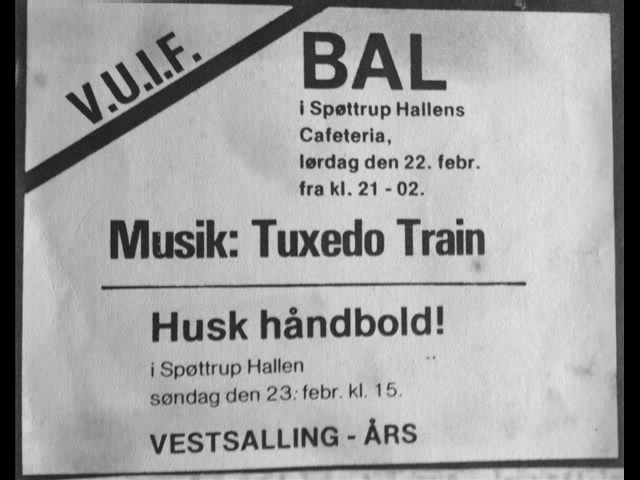 V.U.I.F.
BAL
i Spøttrup Hallens
Cafeteria,
lørdag den 22. febr.
fra kl. 21 - 02.
Musik: Tuxedo Train
Husk håndbold!
i Spøttrup Hallen
søndag den 23. febr. kl. 15.
VESTSALLING - ÅRS